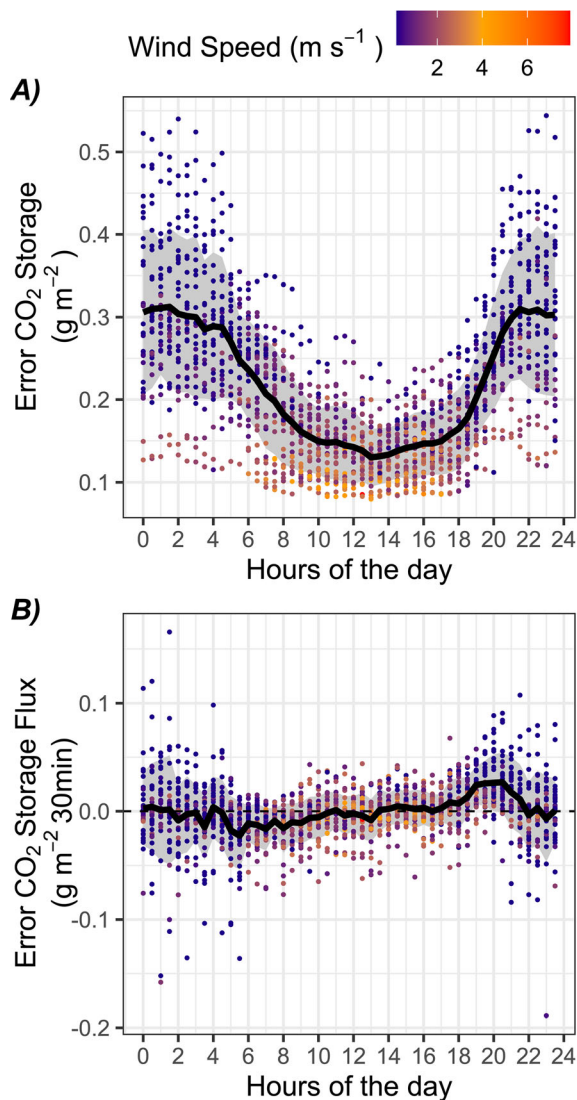 Wind Speed (m s⁻¹ )
2 4 6
A)
Error CO₂ Storage
(g m⁻²)
0.5
0.4
0.3
0.2
0.1
0 2 4 6 8 10 12 14 16 18 20 22 24
Hours of the day
B)
Error CO₂ Storage Flux
(g m⁻² 30min)
0.1
0.0
-0.1
-0.2
0 2 4 6 8 10 12 14 16 18 20 22 24
Hours of the day